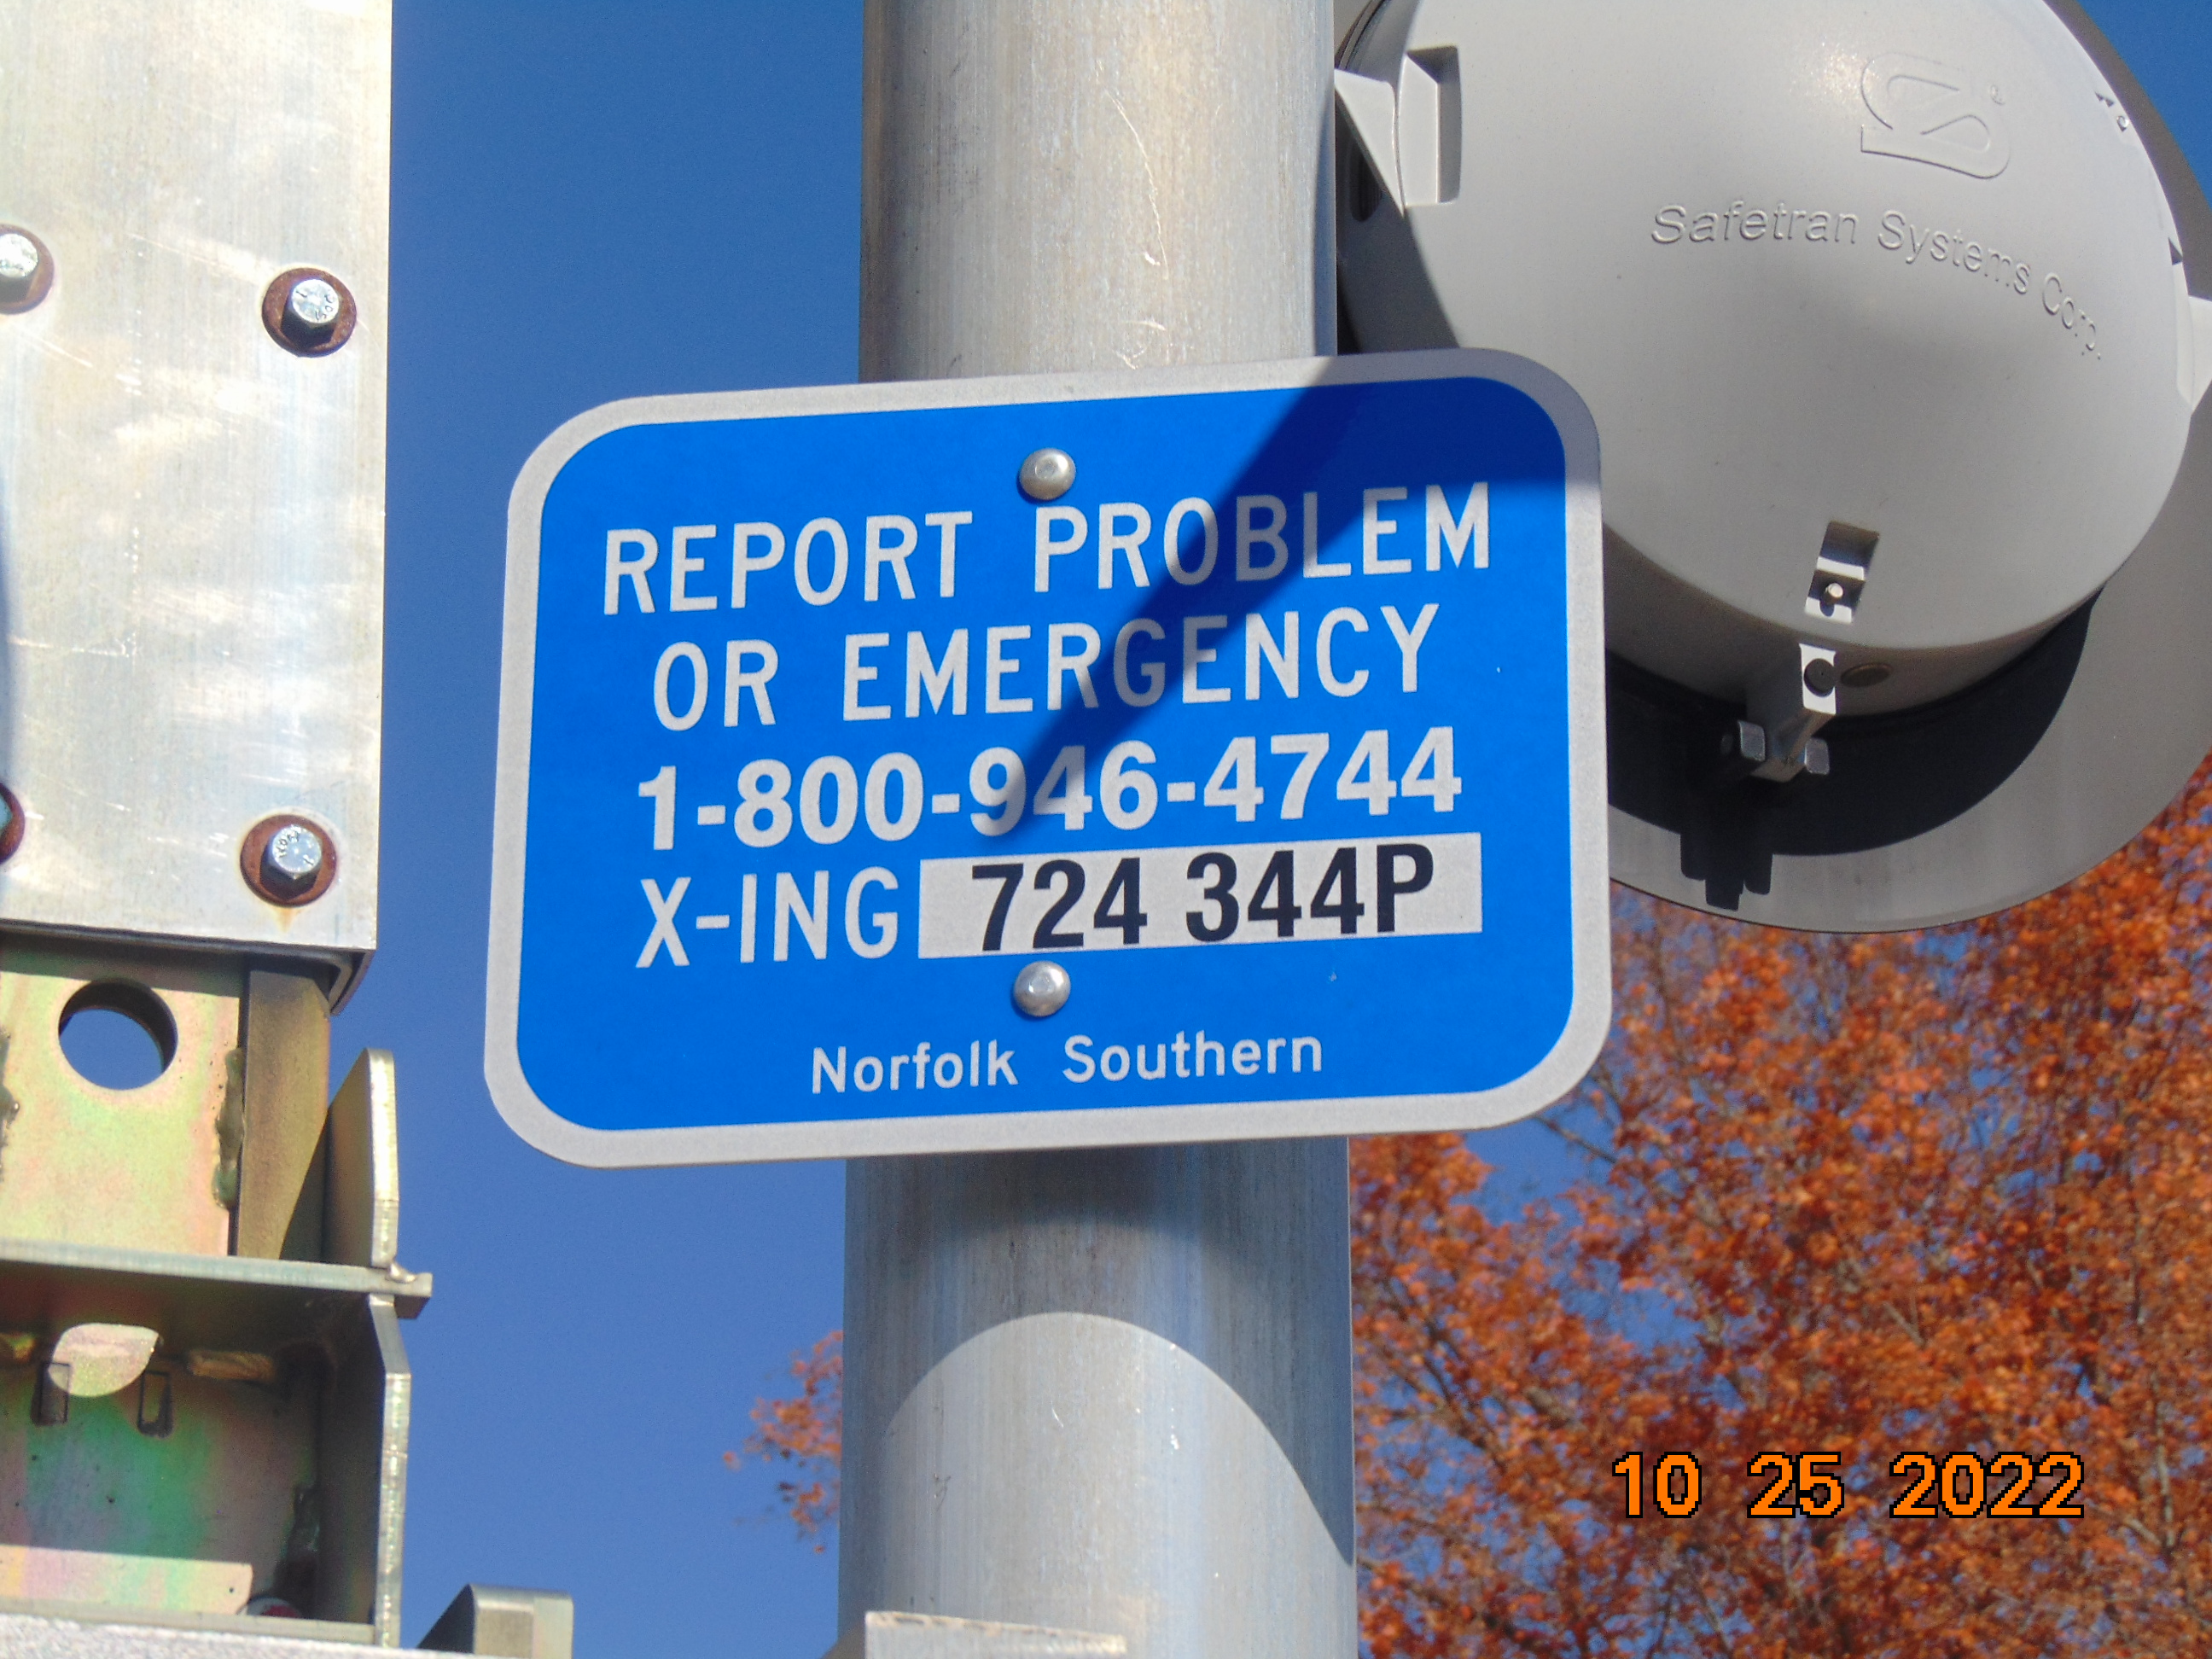 Safetran Systems Corp.
REPORT PROBLEM
OR EMERGENCY
1-800-946-4744
X-ING 724 344P
Norfolk Southern
10 25 2022